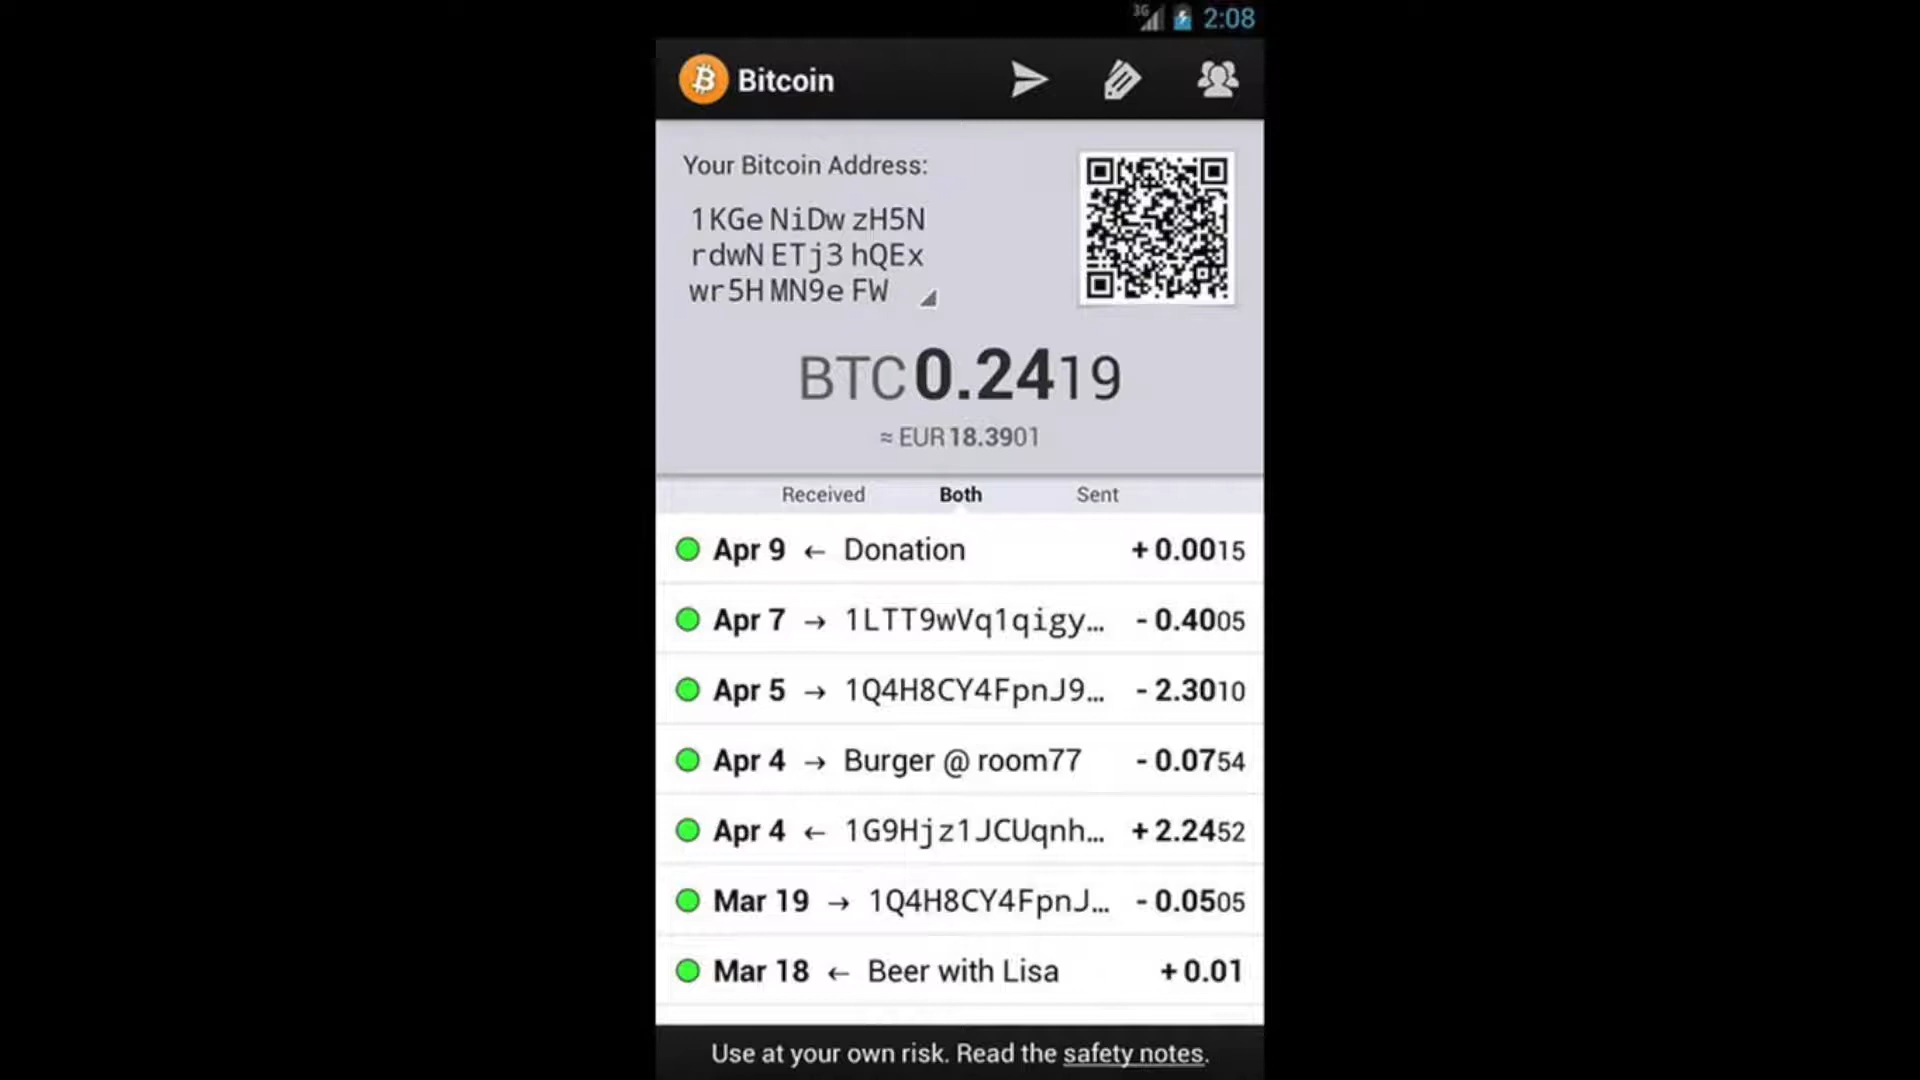 3G 2:08
Bitcoin
Your Bitcoin Address:
1KGe NiDw zH5N
rdwN ETj3 hQEx
wr5H MN9e FW
BTC 0.2419
≈ EUR 18.3901
Received Both Sent
Apr 9 ← Donation + 0.0015
Apr 7 → 1LTT9wVq1qigy… - 0.4005
Apr 5 → 1Q4H8CY4FpnJ9… - 2.3010
Apr 4 → Burger @ room77 - 0.0754
Apr 4 ← 1G9Hjz1JCUqnh… + 2.2452
Mar 19 → 1Q4H8CY4FpnJ… - 0.0505
Mar 18 ← Beer with Lisa + 0.01
Use at your own risk. Read the safety notes.